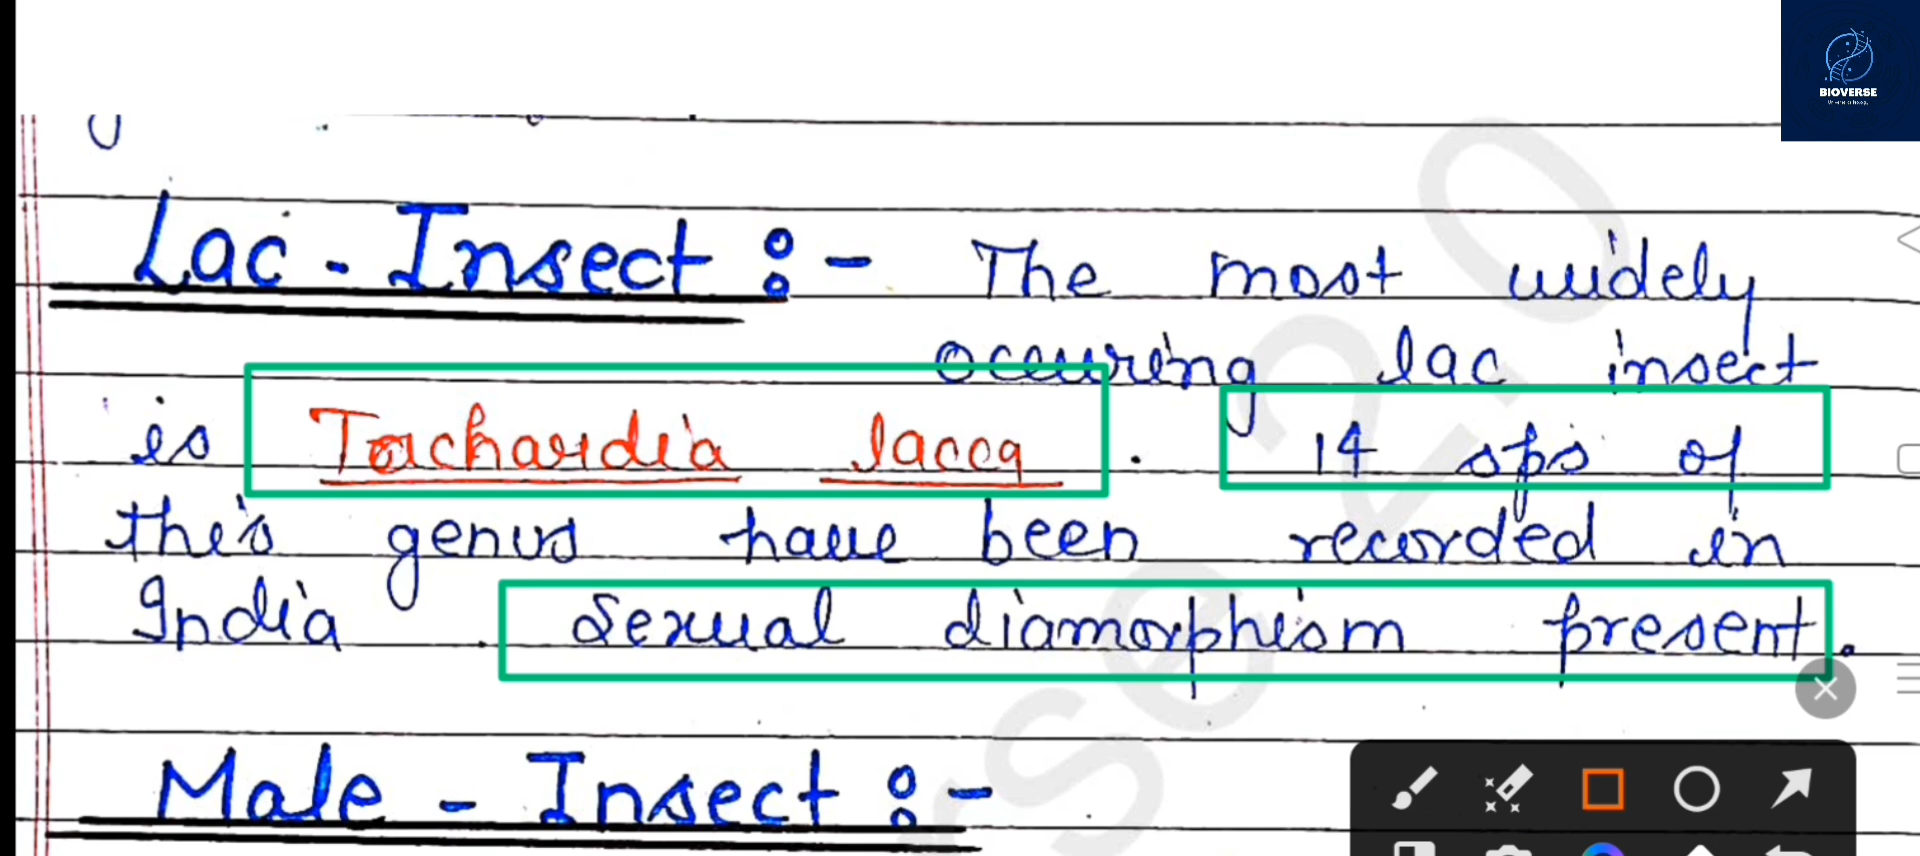 BIOVERSE
Lac - Insect :- The most widely
occuring lac insect
is Tachardia lacca . 14 sps of
this genus have been recorded in
India . Sexual diamorphism present.
Male - Insect :-